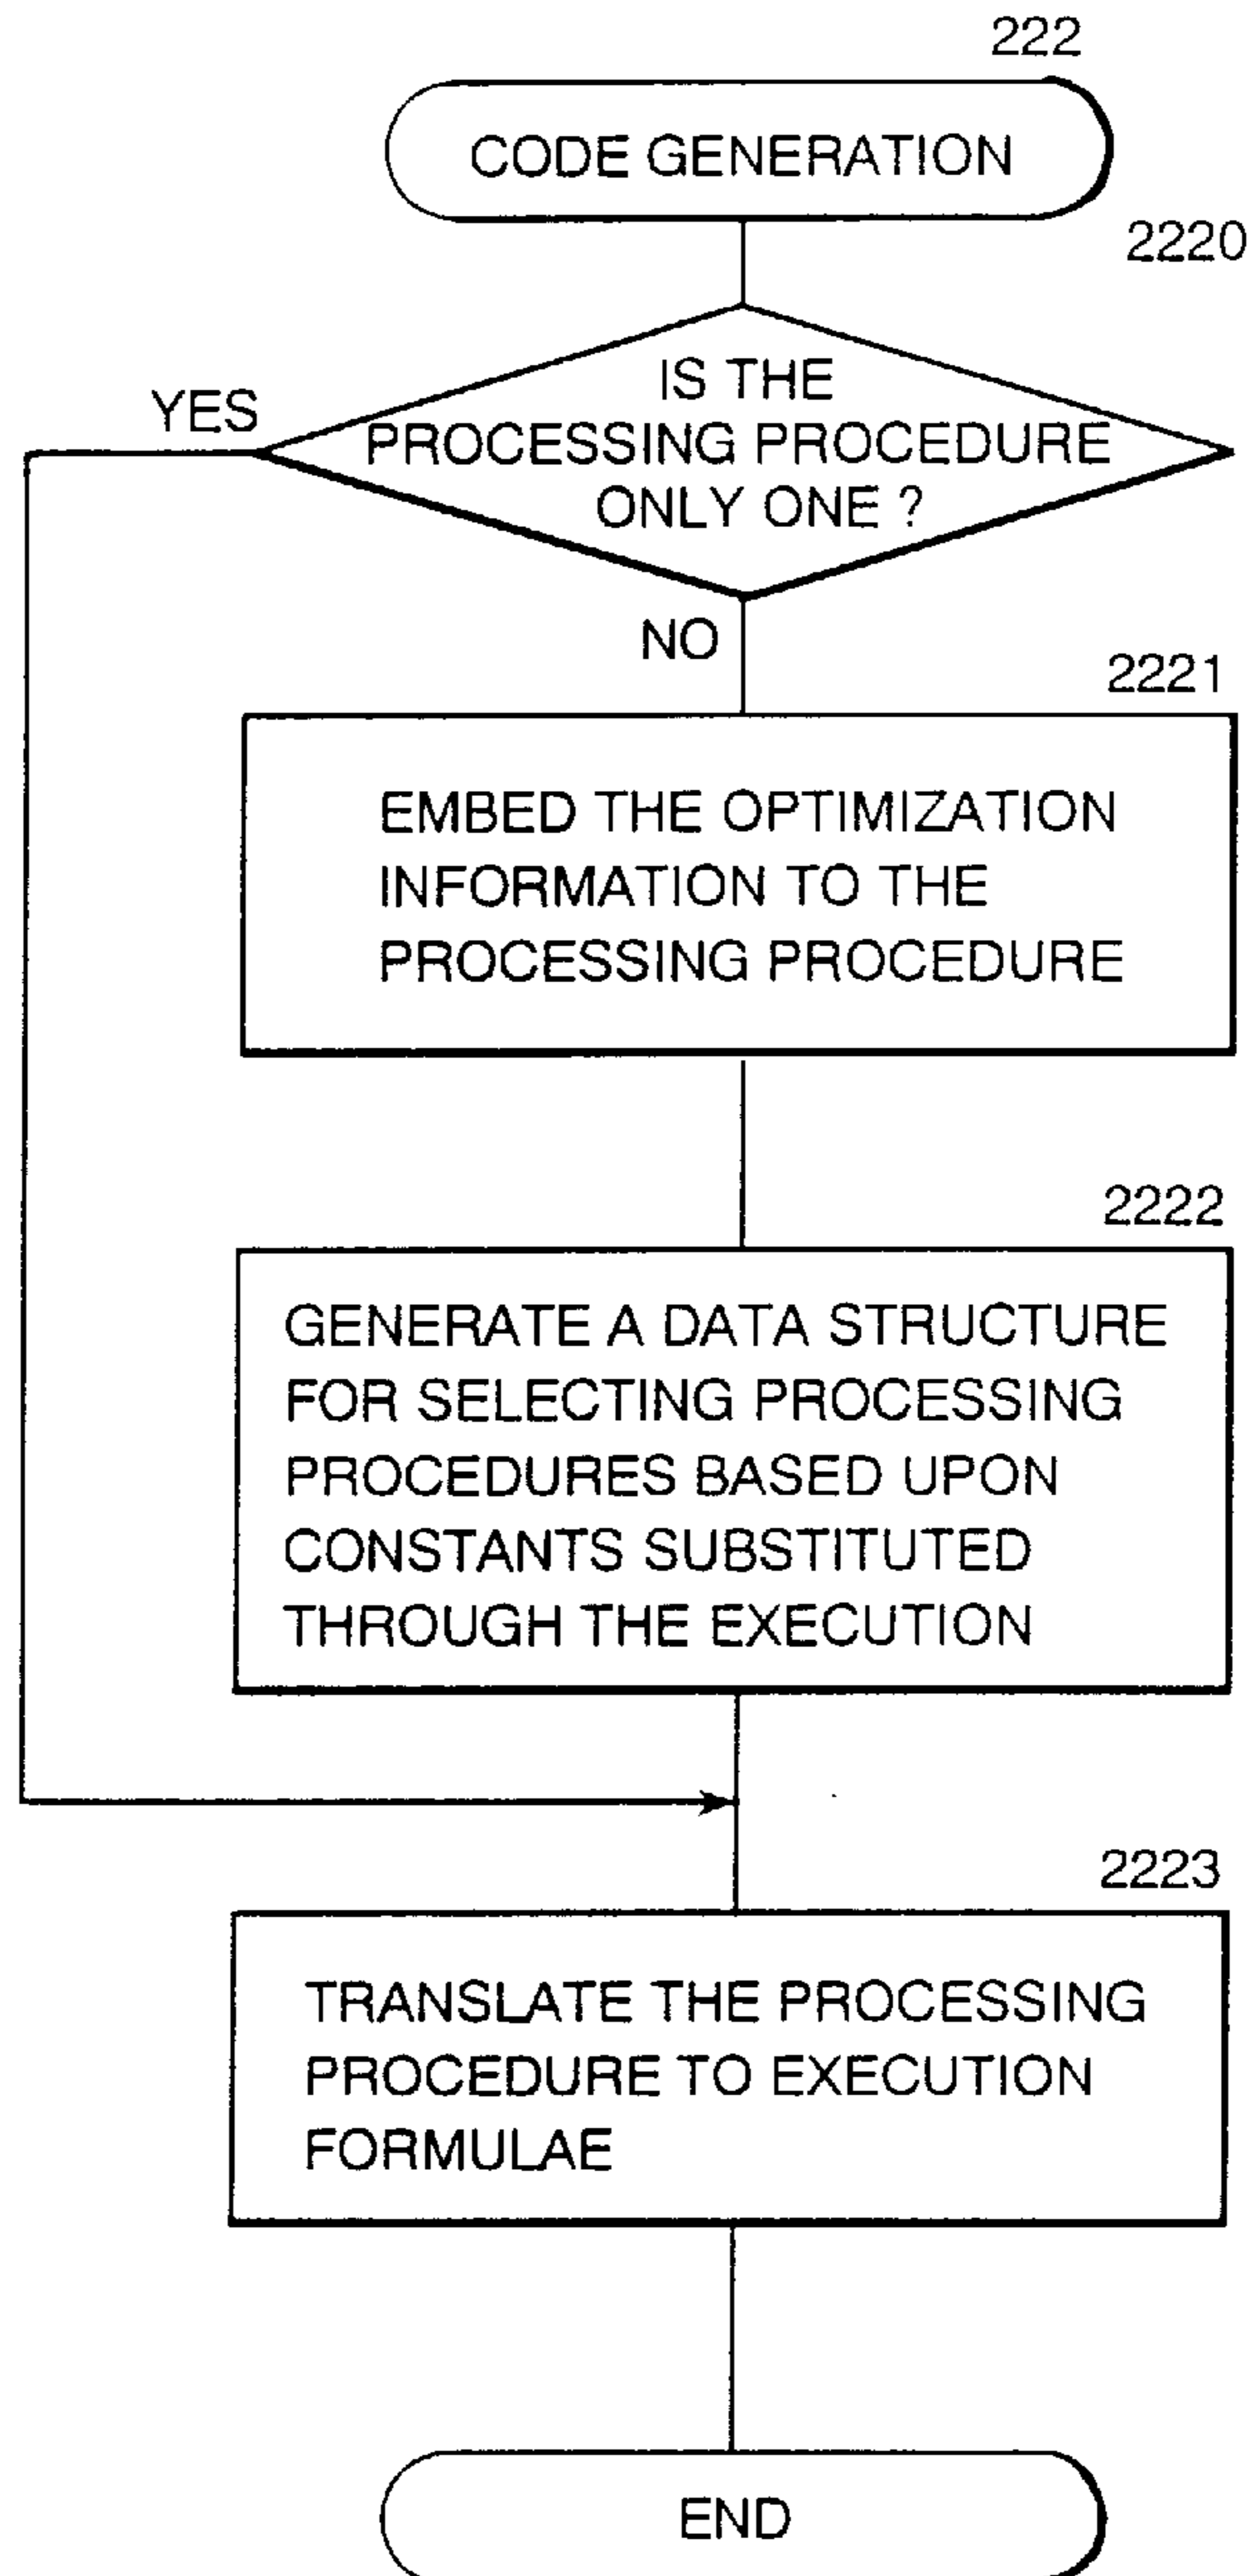 222
CODE GENERATION
2220
IS THE
PROCESSING PROCEDURE
ONLY ONE ?
YES
NO
2221
EMBED THE OPTIMIZATION
INFORMATION TO THE
PROCESSING PROCEDURE
2222
GENERATE A DATA STRUCTURE
FOR SELECTING PROCESSING
PROCEDURES BASED UPON
CONSTANTS SUBSTITUTED
THROUGH THE EXECUTION
2223
TRANSLATE THE PROCESSING
PROCEDURE TO EXECUTION
FORMULAE
END